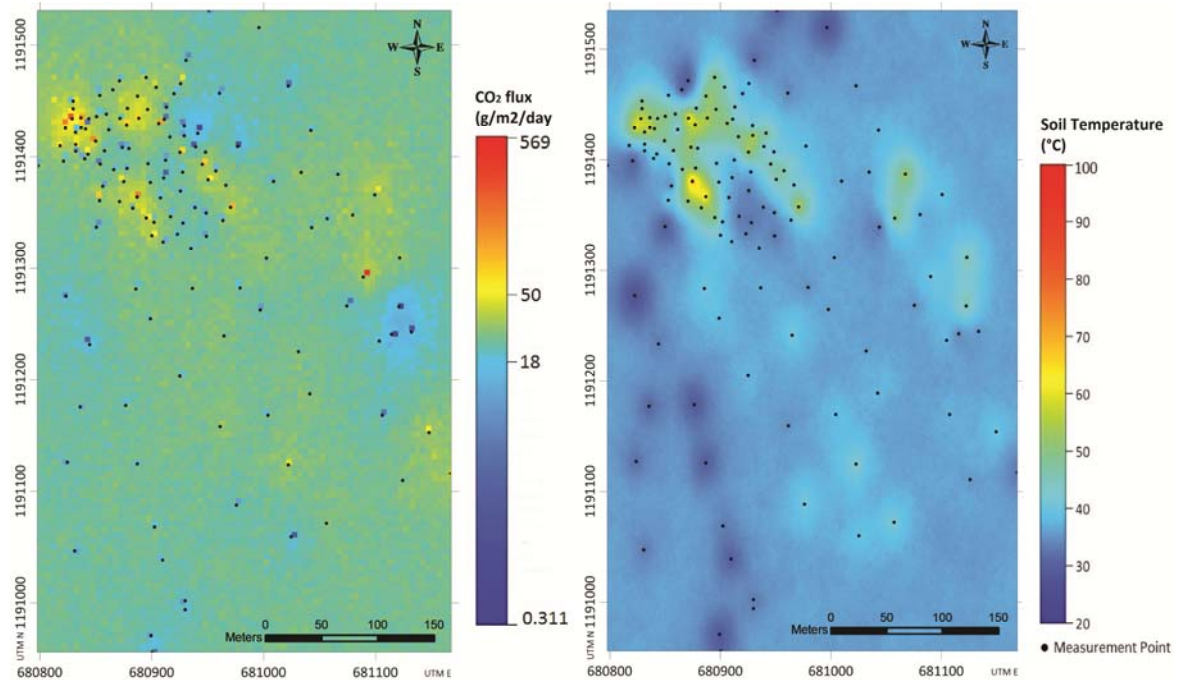 N
W E
S
1191500
1191400
1191300
1191200
1191100
1191000
UTM N
Meters 0 50 100 150
680800 680900 681000 681100 UTM E
CO₂ flux
(g/m2/day
569
50
18
0.311
N
W E
S
1191500
1191400
1191300
1191200
1191100
1191000
UTM N
Meters 0 50 100 150
680800 680900 681000 681100 UTM E
Soil Temperature
(°C)
100
90
80
70
60
50
40
30
20
Measurement Point